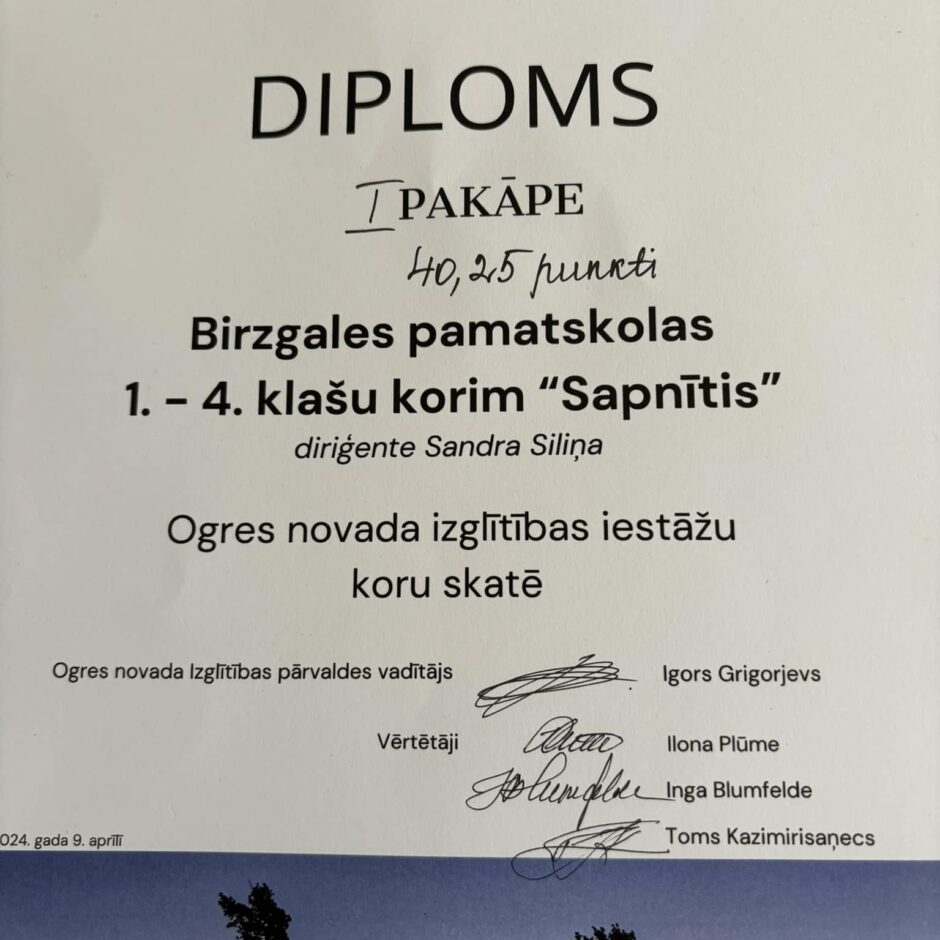 DIPLOMS
I PAKĀPE
40,25 punkti
Birzgales pamatskolas
1. – 4. klašu korim “Sapnītis”
diriģente Sandra Siliņa
Ogres novada izglītības iestāžu
koru skatē
Ogres novada Izglītības pārvaldes vadītājs Igors Grigorjevs
Vērtētāji Ilona Plūme
Inga Blumfelde
Toms Kazimirisaņecs
024. gada 9. aprīlī